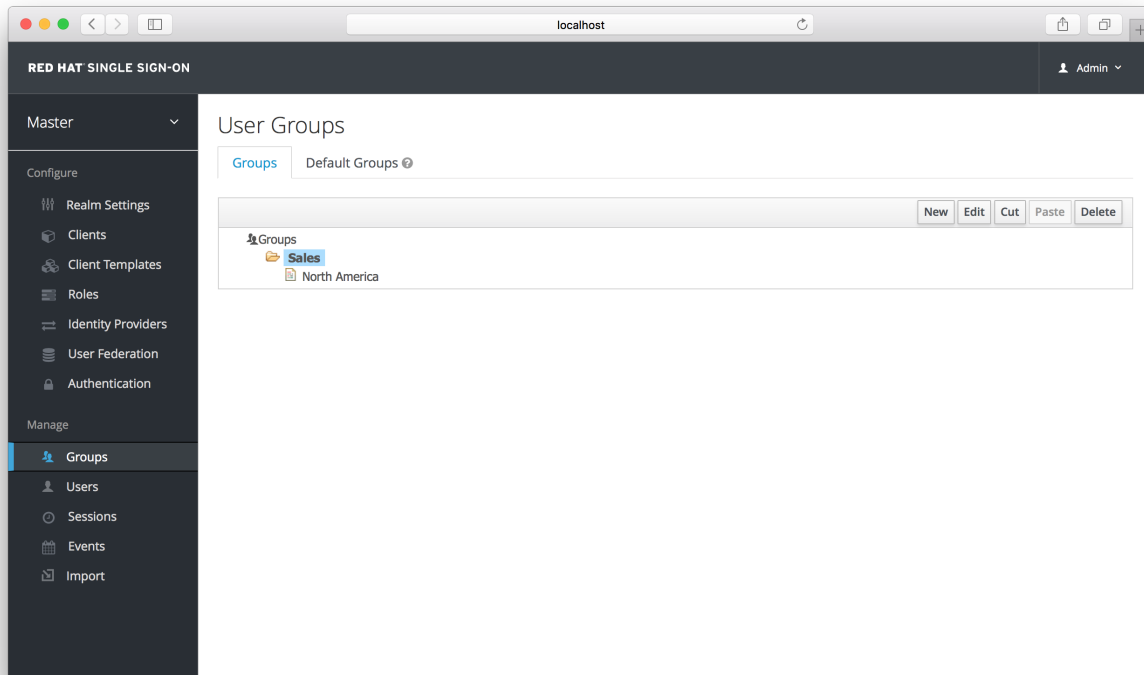 localhost
RED HAT SINGLE SIGN-ON
Admin
Master
Configure
Realm Settings
Clients
Client Templates
Roles
Identity Providers
User Federation
Authentication
Manage
Groups
Users
Sessions
Events
Import
User Groups
Groups Default Groups ?
New Edit Cut Paste Delete
Groups
Sales
North America